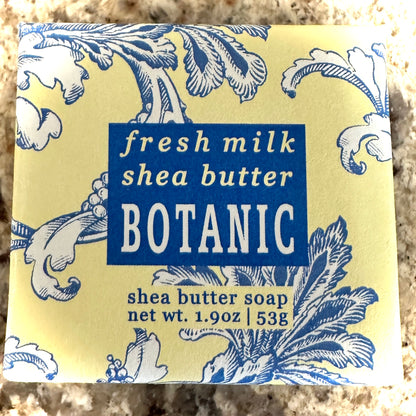 fresh milk
shea butter
BOTANIC
shea butter soap
net wt. 1.9oz | 53g